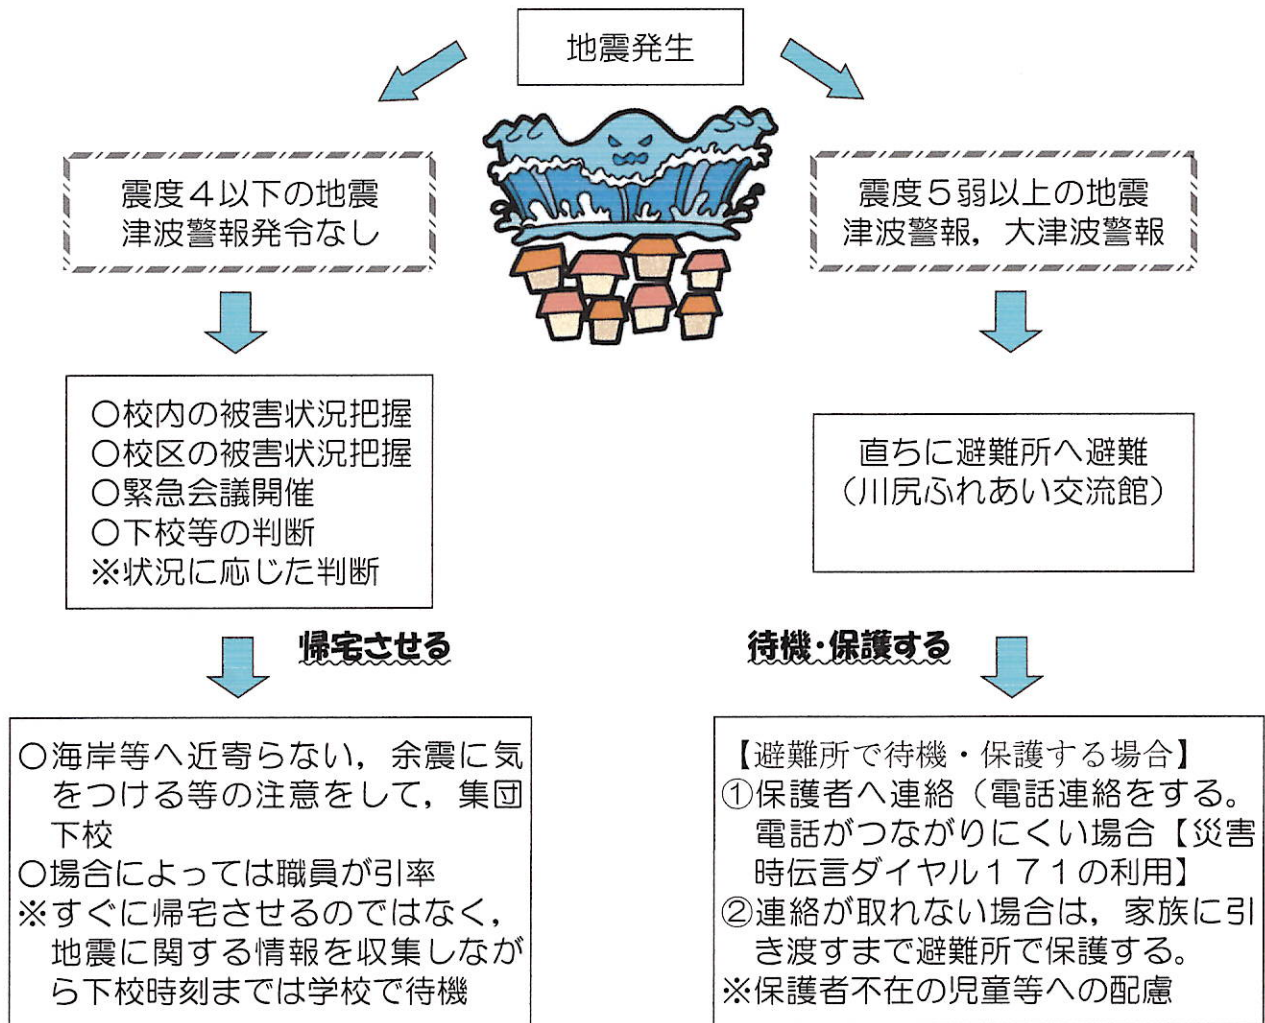 地震発生
震度４以下の地震
津波警報発令なし
震度５弱以上の地震
津波警報，大津波警報
○校内の被害状況把握
○校区の被害状況把握
○緊急会議開催
○下校等の判断
※状況に応じた判断
直ちに避難所へ避難
（川尻ふれあい交流館）
帰宅させる
待機・保護する
○海岸等へ近寄らない，余震に気
をつける等の注意をして，集団
下校
○場合によっては職員が引率
※すぐに帰宅させるのではなく，
地震に関する情報を収集しなが
ら下校時刻までは学校で待機
【避難所で待機・保護する場合】
①保護者へ連絡（電話連絡をする。
電話がつながりにくい場合【災害
時伝言ダイヤル１７１の利用】
②連絡が取れない場合は，家族に引
き渡すまで避難所で保護する。
※保護者不在の児童等への配慮